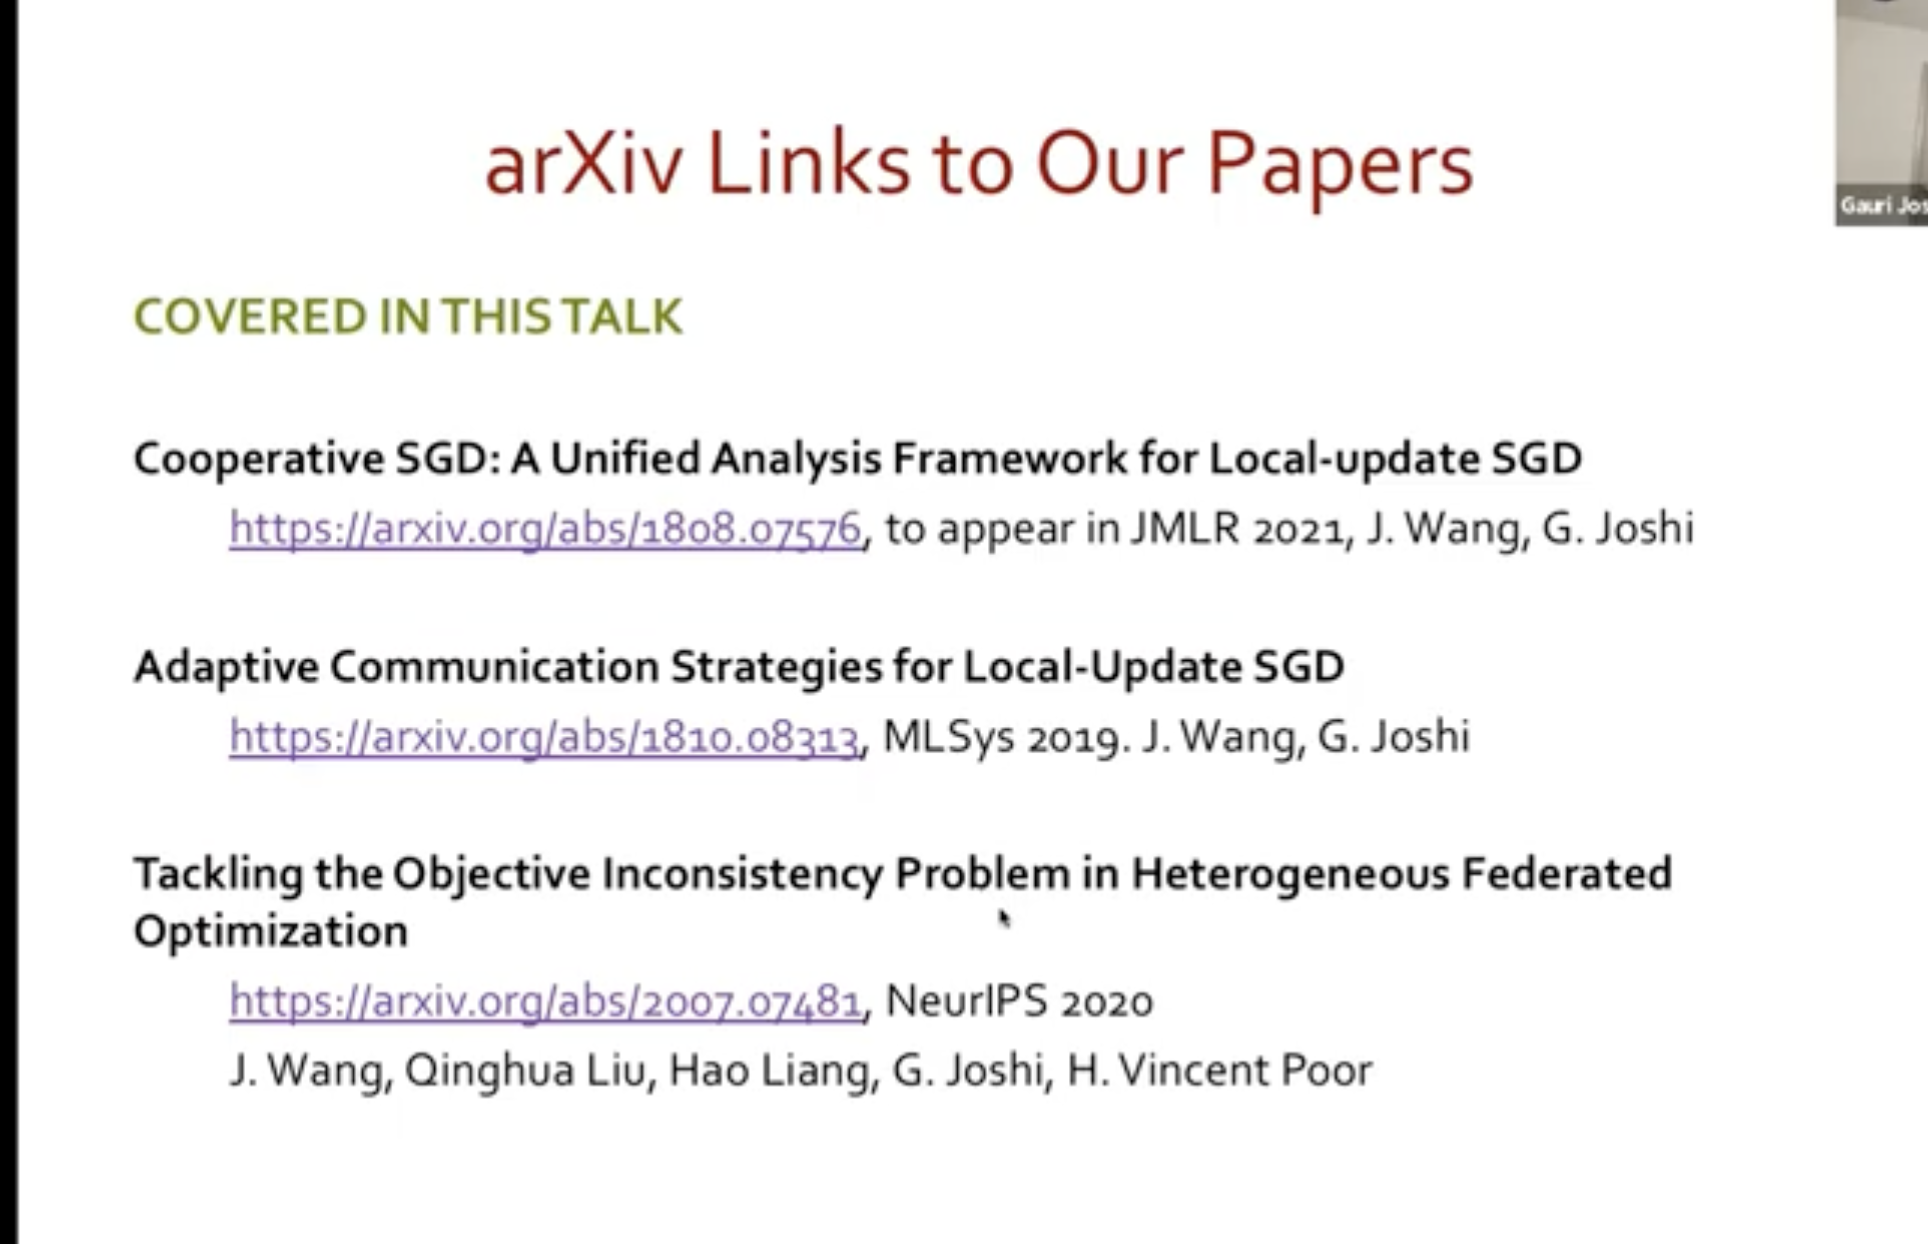 arXiv Links to Our Papers
Gauri Jos
COVERED IN THIS TALK
Cooperative SGD: A Unified Analysis Framework for Local-update SGD
https://arxiv.org/abs/1808.07576, to appear in JMLR 2021, J. Wang, G. Joshi
Adaptive Communication Strategies for Local-Update SGD
https://arxiv.org/abs/1810.08313, MLSys 2019. J. Wang, G. Joshi
Tackling the Objective Inconsistency Problem in Heterogeneous Federated
Optimization
https://arxiv.org/abs/2007.07481, NeurIPS 2020
J. Wang, Qinghua Liu, Hao Liang, G. Joshi, H. Vincent Poor